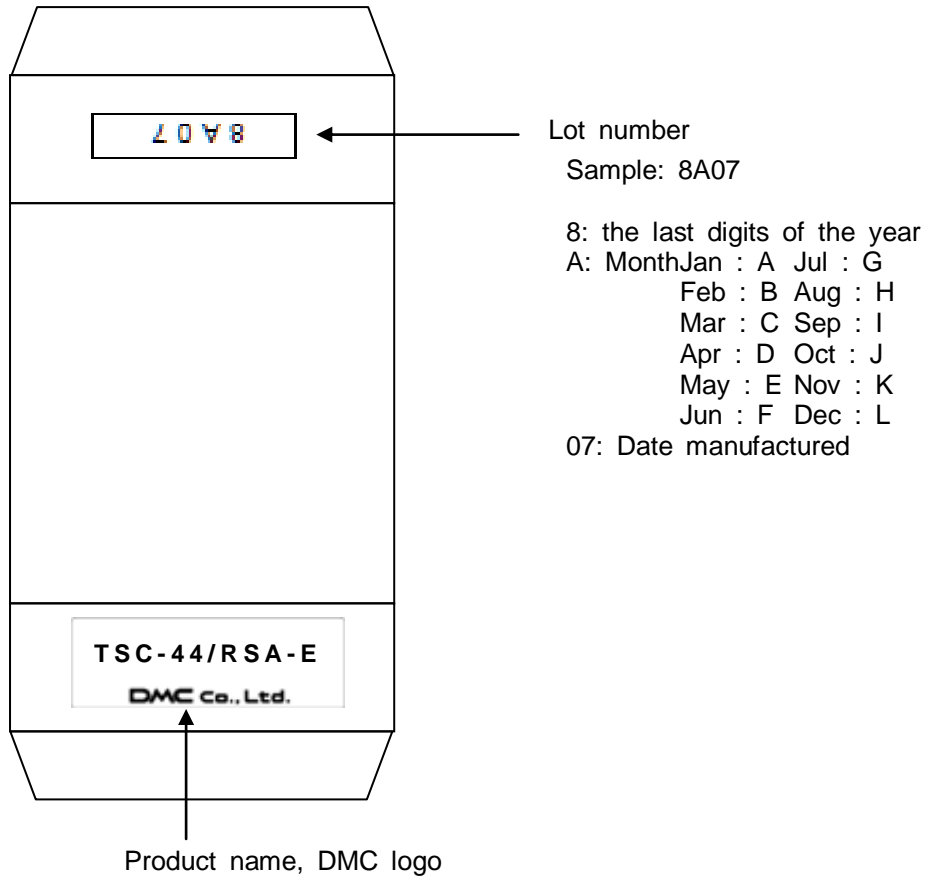 8A07
Lot number
Sample: 8A07
8: the last digits of the year
A: MonthJan : A Jul : G
Feb : B Aug : H
Mar : C Sep : I
Apr : D Oct : J
May : E Nov : K
Jun : F Dec : L
07: Date manufactured
TSC-44/RSA-E
DMC Co., Ltd.
Product name, DMC logo